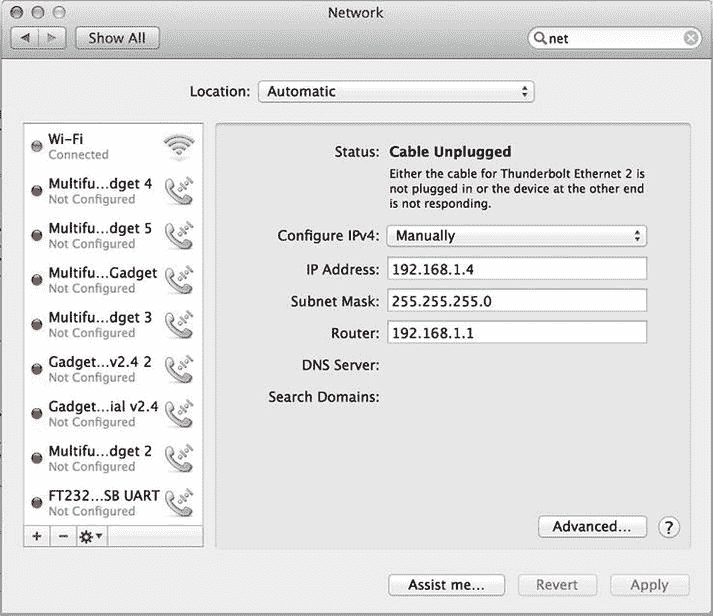 Network
Show All
net
Location: Automatic
Wi-Fi
Connected
Multifu...dget 4
Not Configured
Multifu...dget 5
Not Configured
Multifu...Gadget
Not Configured
Multifu...dget 3
Not Configured
Gadget...v2.4 2
Not Configured
Gadget...ial v2.4
Not Configured
Multifu...dget 2
Not Configured
FT232...SB UART
Not Configured
Status: Cable Unplugged
Either the cable for Thunderbolt Ethernet 2 is
not plugged in or the device at the other end
is not responding.
Configure IPv4: Manually
IP Address: 192.168.1.4
Subnet Mask: 255.255.255.0
Router: 192.168.1.1
DNS Server:
Search Domains:
Advanced... ?
Assist me... Revert Apply